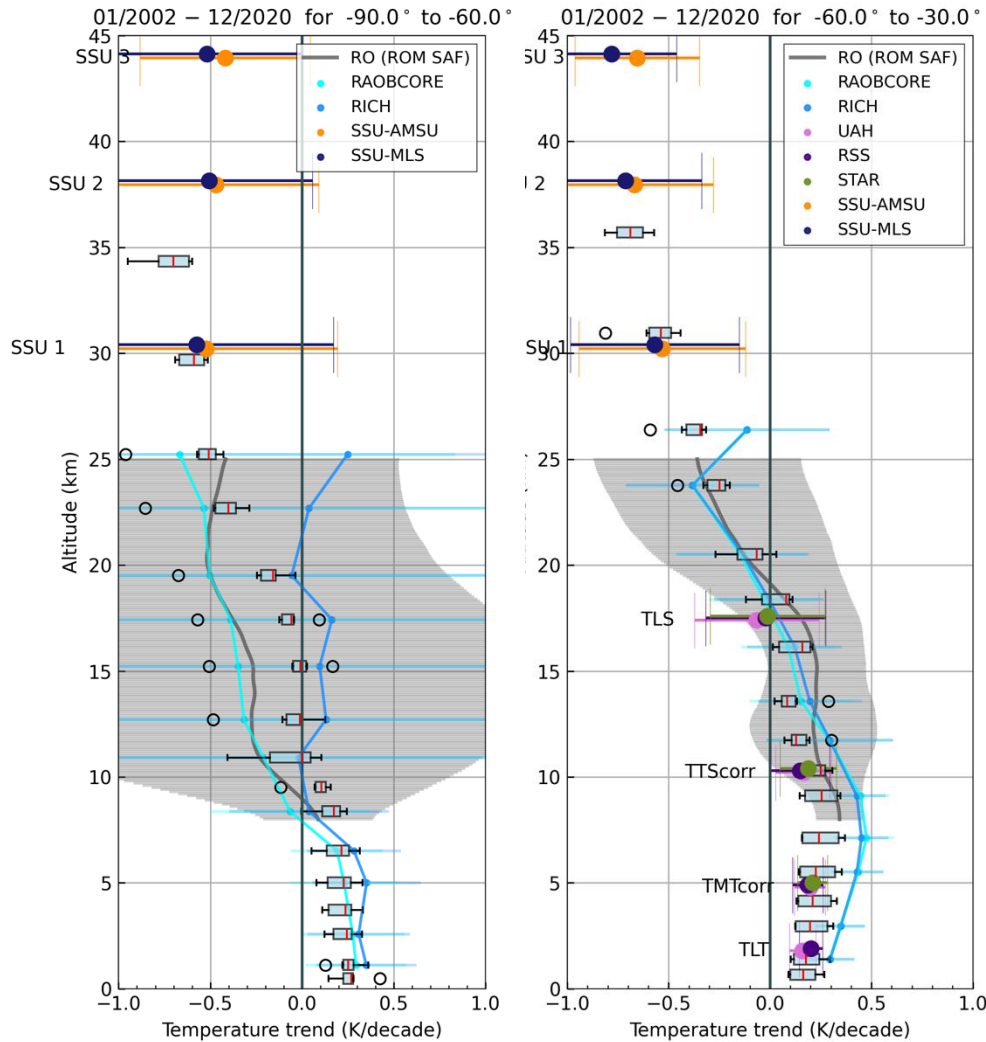 01/2002 − 12/2020 for -90.0° to -60.0°
45
40
35
30
25
20
15
10
5
0
Altitude (km)
SSU 3
SSU 2
SSU 1
RO (ROM SAF)
RAOBCORE
RICH
SSU-AMSU
SSU-MLS
−1.0
−0.5
0.0
0.5
1.0
Temperature trend (K/decade)
01/2002 − 12/2020 for -60.0° to -30.0°
45
40
35
30
25
20
15
10
5
0
SU 3
J 2
SU 1
TLS
TTScorr
TMTcorr
TLT
RO (ROM SAF)
RAOBCORE
RICH
UAH
RSS
STAR
SSU-AMSU
SSU-MLS
−1.0
−0.5
0.0
0.5
1.0
Temperature trend (K/decade)